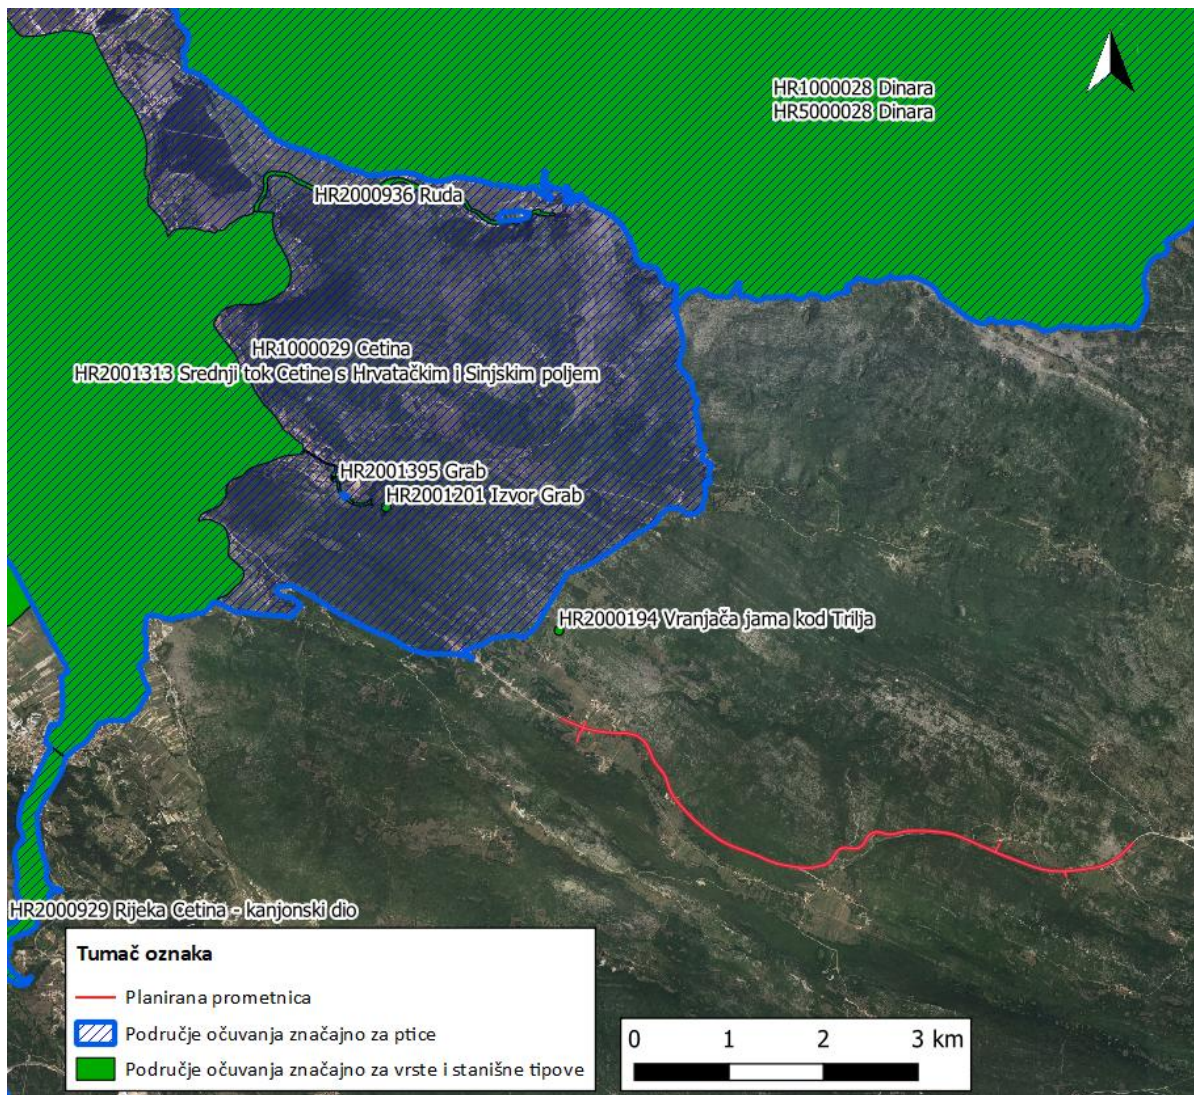 HR1000028 Dinara
HR5000028 Dinara
HR2000936 Ruda
HR1000029 Cetina
HR2001313 Srednji tok Cetine s Hrvatačkim i Sinjskim poljem
HR2001395 Grab
HR2001201 Izvor Grab
HR2000194 Vranjača jama kod Trilja
HR2000929 Rijeka Cetina - kanjonski dio
Tumač oznaka
Planirana prometnica
Područje očuvanja značajno za ptice
Područje očuvanja značajno za vrste i stanišne tipove
0 1 2 3 km